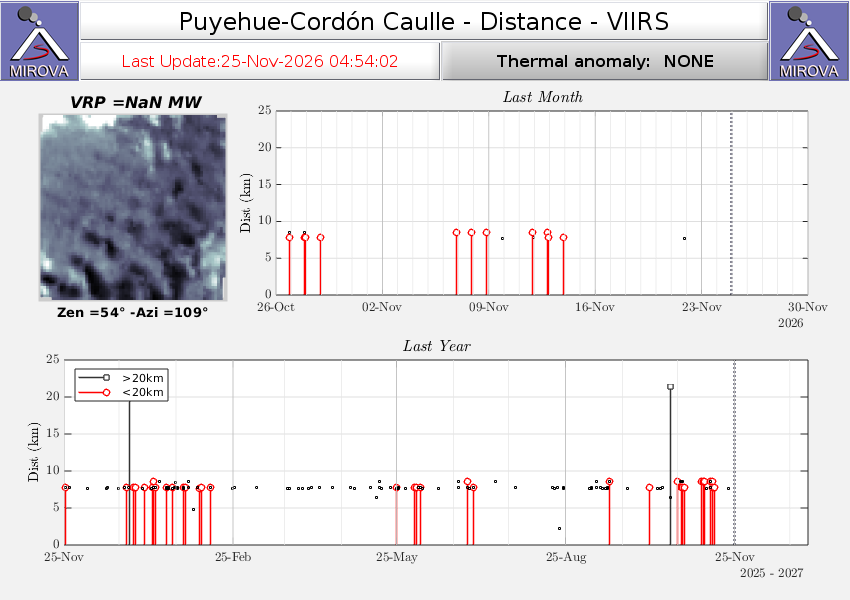 Puyehue-Cordón Caulle - Distance - VIIRS
MIROVA
MIROVA
Last Update:25-Nov-2026 04:54:02
Thermal anomaly: NONE
VRP =NaN MW
Zen =54° -Azi =109°
Last Month
Dist (km)
25
20
15
10
5
0
26-Oct 02-Nov 09-Nov 16-Nov 23-Nov 30-Nov
2026
Last Year
Dist (km)
25
20
15
10
5
0
>20km
<20km
25-Nov 25-Feb 25-May 25-Aug 25-Nov
2025 - 2027